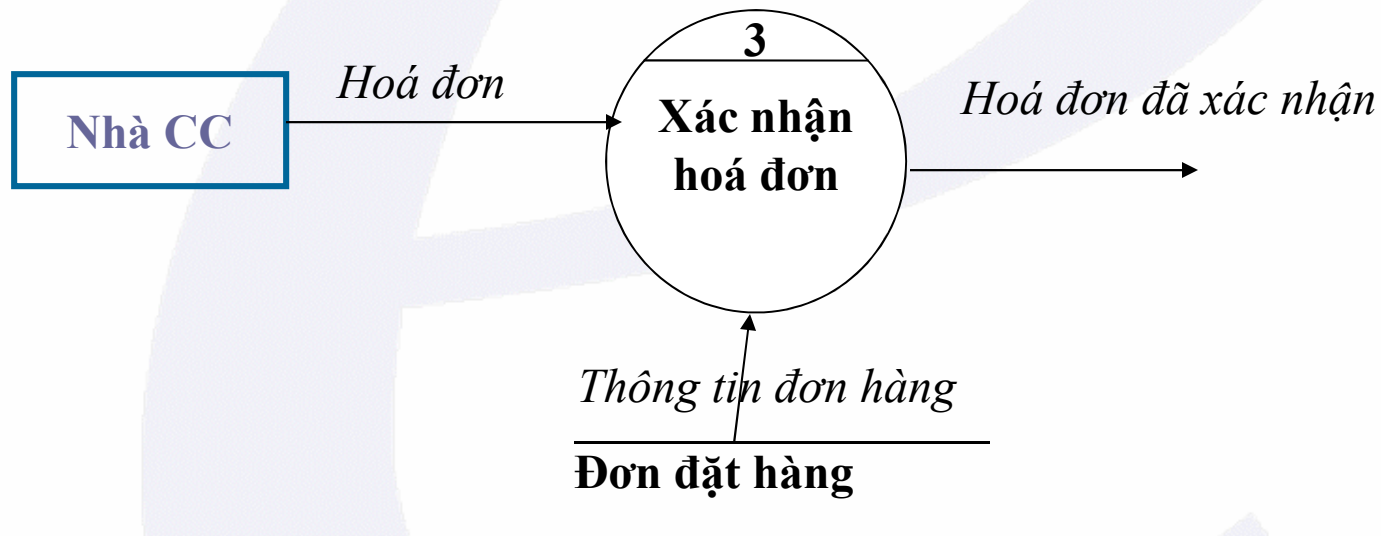 3
Hoá đơn
Hoá đơn đã xác nhận
Nhà CC
Xác nhận
hoá đơn
Thông tin đơn hàng
Đơn đặt hàng